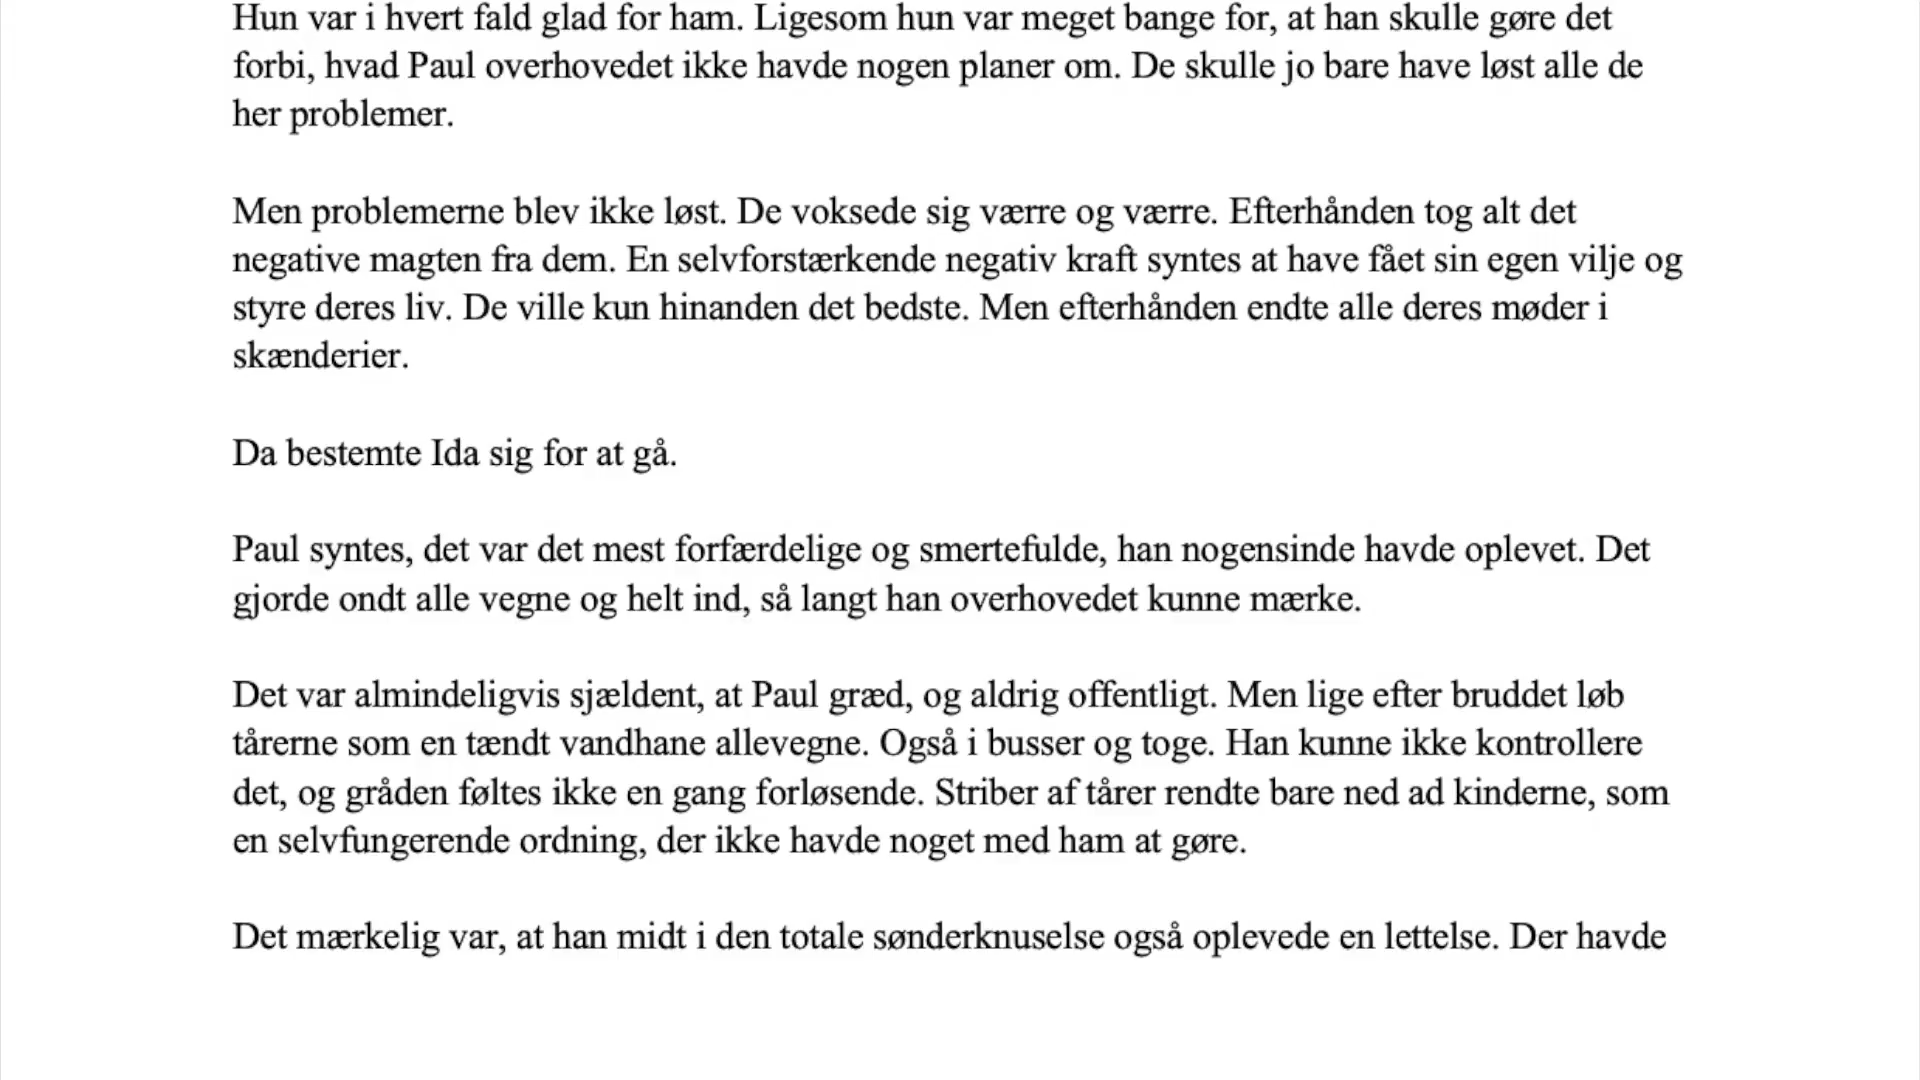 Hun var i hvert fald glad for ham. Ligesom hun var meget bange for, at han skulle gøre det
forbi, hvad Paul overhovedet ikke havde nogen planer om. De skulle jo bare have løst alle de
her problemer.
Men problemerne blev ikke løst. De voksede sig værre og værre. Efterhånden tog alt det
negative magten fra dem. En selvforstærkende negativ kraft syntes at have fået sin egen vilje og
styre deres liv. De ville kun hinanden det bedste. Men efterhånden endte alle deres møder i
skænderier.
Da bestemte Ida sig for at gå.
Paul syntes, det var det mest forfærdelige og smertefulde, han nogensinde havde oplevet. Det
gjorde ondt alle vegne og helt ind, så langt han overhovedet kunne mærke.
Det var almindeligvis sjældent, at Paul græd, og aldrig offentligt. Men lige efter bruddet løb
tårerne som en tændt vandhane allevegne. Også i busser og toge. Han kunne ikke kontrollere
det, og gråden føltes ikke en gang forløsende. Striber af tårer rendte bare ned ad kinderne, som
en selvfungerende ordning, der ikke havde noget med ham at gøre.
Det mærkelig var, at han midt i den totale sønderknuselse også oplevede en lettelse. Der havde